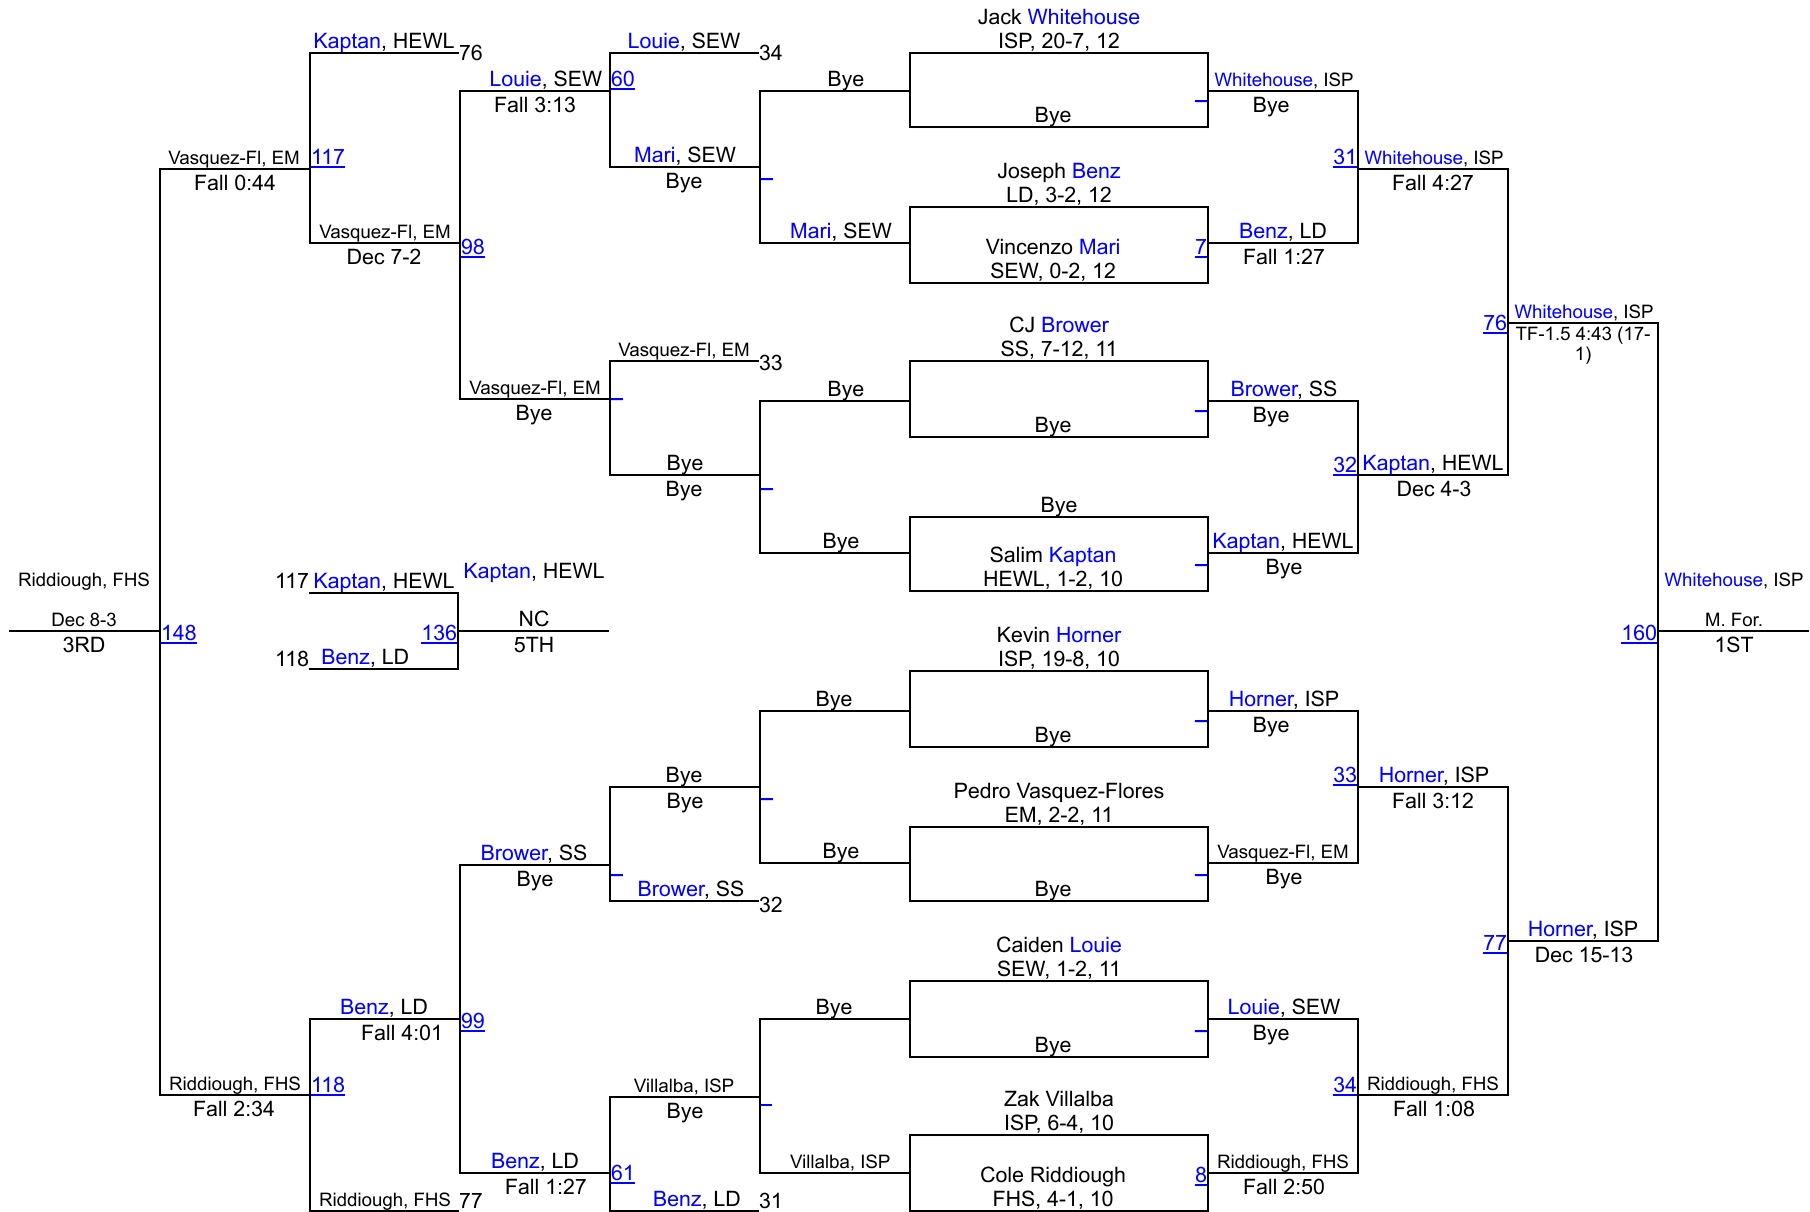 Jack Whitehouse
ISP, 20-7, 12
Kaptan, HEWL
76
Louie, SEW
34
Louie, SEW
60
Fall 3:13
Bye
Bye
Whitehouse, ISP
Bye
Vasquez-Fl, EM
117
Fall 0:44
Mari, SEW
Bye
Joseph Benz
LD, 3-2, 12
31
Whitehouse, ISP
Fall 4:27
Vasquez-Fl, EM
98
Dec 7-2
Mari, SEW
Vincenzo Mari
SEW, 0-2, 12
7
Benz, LD
Fall 1:27
CJ Brower
SS, 7-12, 11
76
Whitehouse, ISP
TF-1.5 4:43 (17-
1)
Vasquez-Fl, EM
33
Vasquez-Fl, EM
Bye
Bye
Bye
Brower, SS
Bye
Bye
Bye
32
Kaptan, HEWL
Dec 4-3
Bye
Bye
Salim Kaptan
HEWL, 1-2, 10
Kaptan, HEWL
Bye
Riddiough, FHS
Dec 8-3
3RD
148
117
Kaptan, HEWL
118
Benz, LD
136
Kaptan, HEWL
NC
5TH
Whitehouse, ISP
160
M. For.
1ST
Kevin Horner
ISP, 19-8, 10
Bye
Bye
Horner, ISP
Bye
Bye
Bye
Pedro Vasquez-Flores
EM, 2-2, 11
33
Horner, ISP
Fall 3:12
Brower, SS
Bye
Bye
Bye
Vasquez-Fl, EM
Bye
Brower, SS
32
Caiden Louie
SEW, 1-2, 11
77
Horner, ISP
Dec 15-13
Benz, LD
99
Fall 4:01
Bye
Bye
Louie, SEW
Bye
Riddiough, FHS
118
Fall 2:34
Villalba, ISP
Bye
Zak Villalba
ISP, 6-4, 10
34
Riddiough, FHS
Fall 1:08
Benz, LD
61
Fall 1:27
Villalba, ISP
Cole Riddiough
FHS, 4-1, 10
8
Riddiough, FHS
Fall 2:50
Riddiough, FHS
77
Benz, LD
31